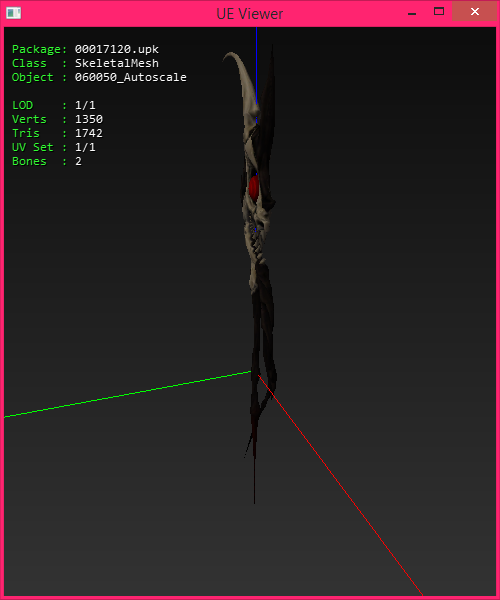 UE Viewer
Package: 00017120.upk
Class  : SkeletalMesh
Object : 060050_Autoscale
LOD    : 1/1
Verts  : 1350
Tris   : 1742
UV Set : 1/1
Bones  : 2